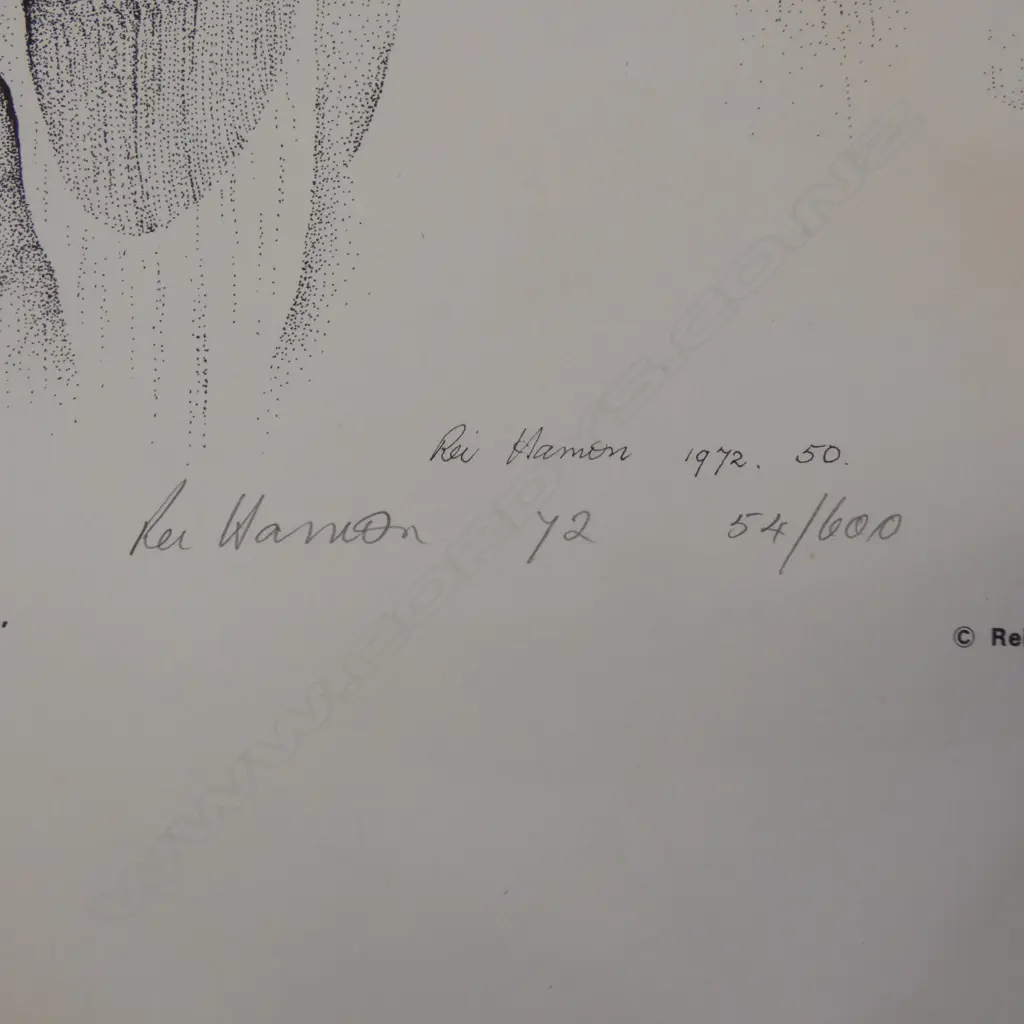 Rei Hamon 1972. 50.
Rei Hamon 72 54/600
© Rei